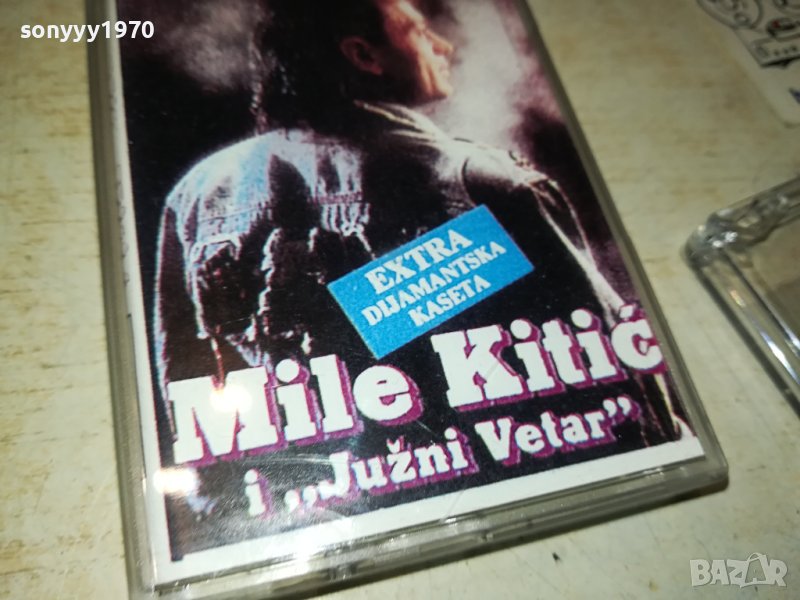 sonyyy1970
EXTRA
DIJAMANTSKA
KASETA
Mile Kitić
i „Južni Vetar”
BAZAR